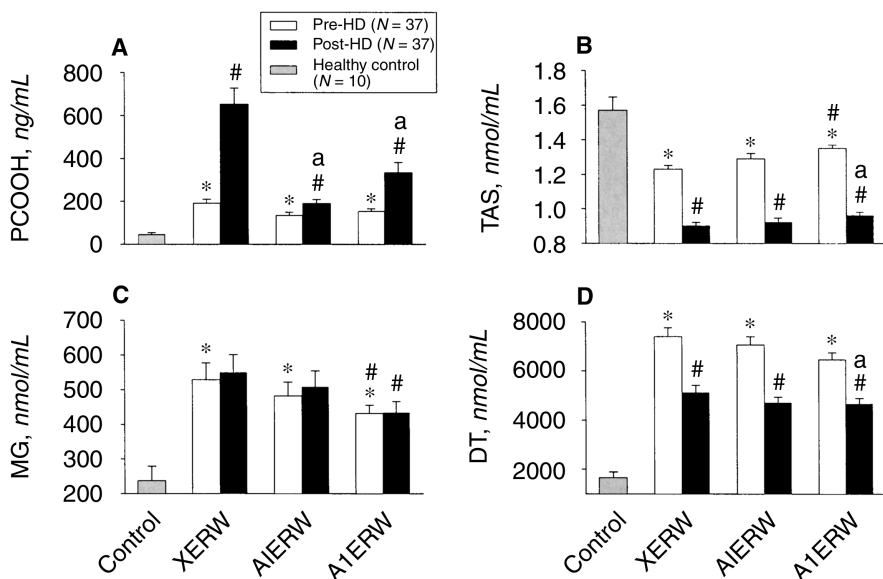 Pre-HD (N = 37)
Post-HD (N = 37)
Healthy control
(N = 10)
A
PCOOH, ng/mL
800
600
400
200
0
*
#
*
a
#
*
a
#
B
TAS, nmol/mL
1.8
1.6
1.4
1.2
1.0
0.8
*
#
*
#
#
*
a
#
C
MG, nmol/mL
700
600
500
400
300
200
*
*
#
*
#
Control
XERW
AIERW
A1ERW
D
DT, nmol/mL
8000
6000
4000
2000
*
#
*
#
*
a
#
Control
XERW
AIERW
A1ERW